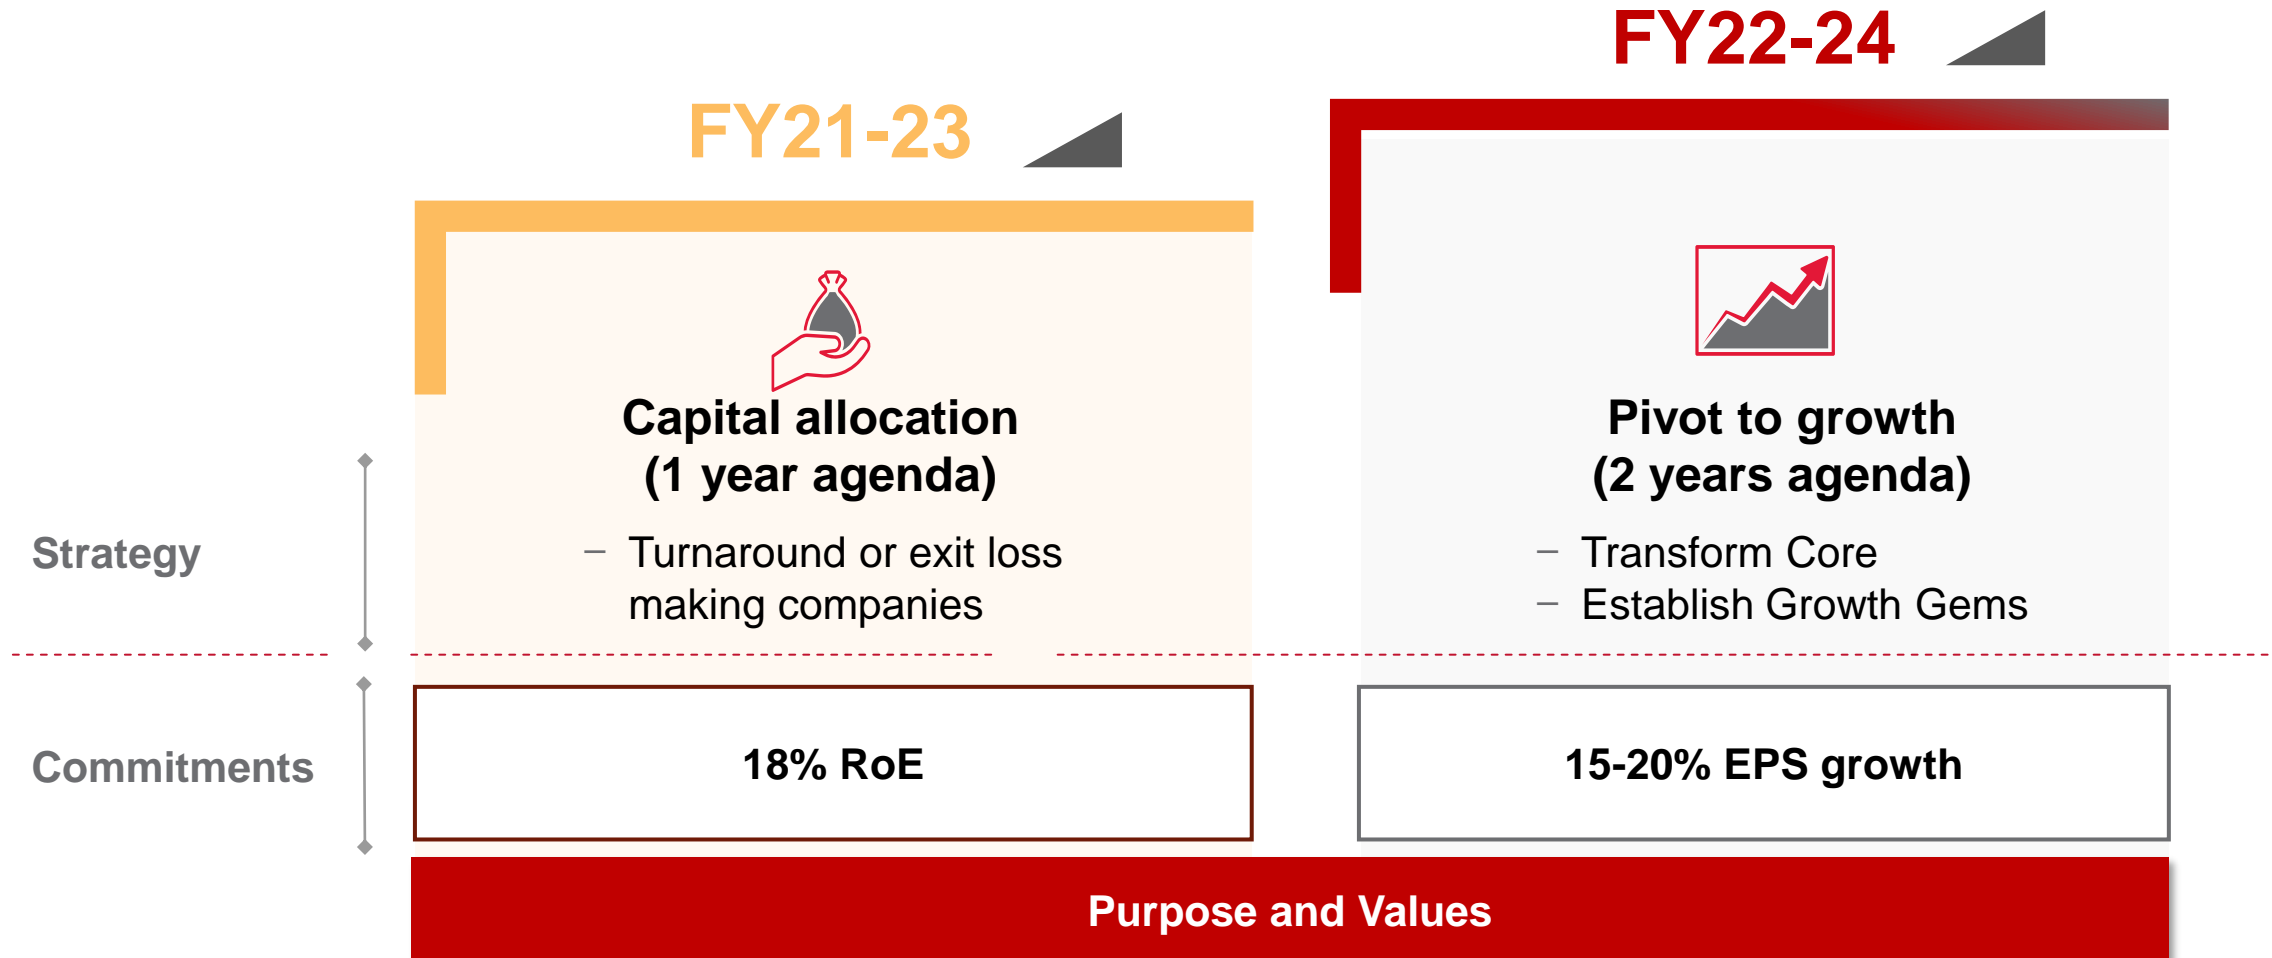 FY22-24
FY21-23
Capital allocation
(1 year agenda)
– Turnaround or exit loss
making companies
Pivot to growth
(2 years agenda)
– Transform Core
– Establish Growth Gems
Strategy
Commitments
18% RoE
15-20% EPS growth
Purpose and Values